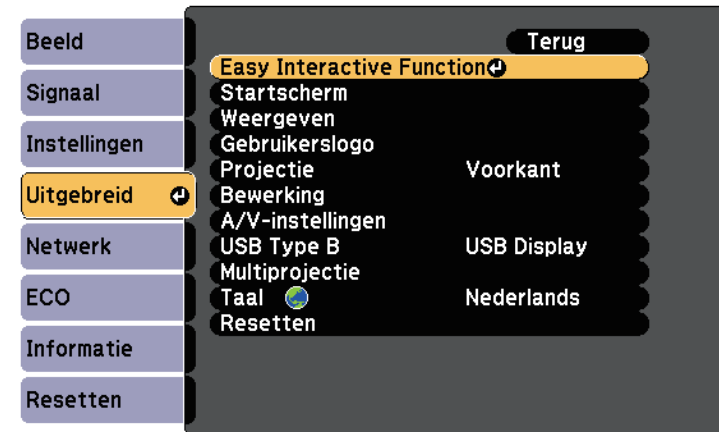 Beeld
Signaal
Instellingen
Uitgebreid
Netwerk
ECO
Informatie
Resetten
Terug
Easy Interactive Function
Startscherm
Weergeven
Gebruikerslogo
Projectie Voorkant
Bewerking
A/V-instellingen
USB Type B USB Display
Multiprojectie
Taal Nederlands
Resetten